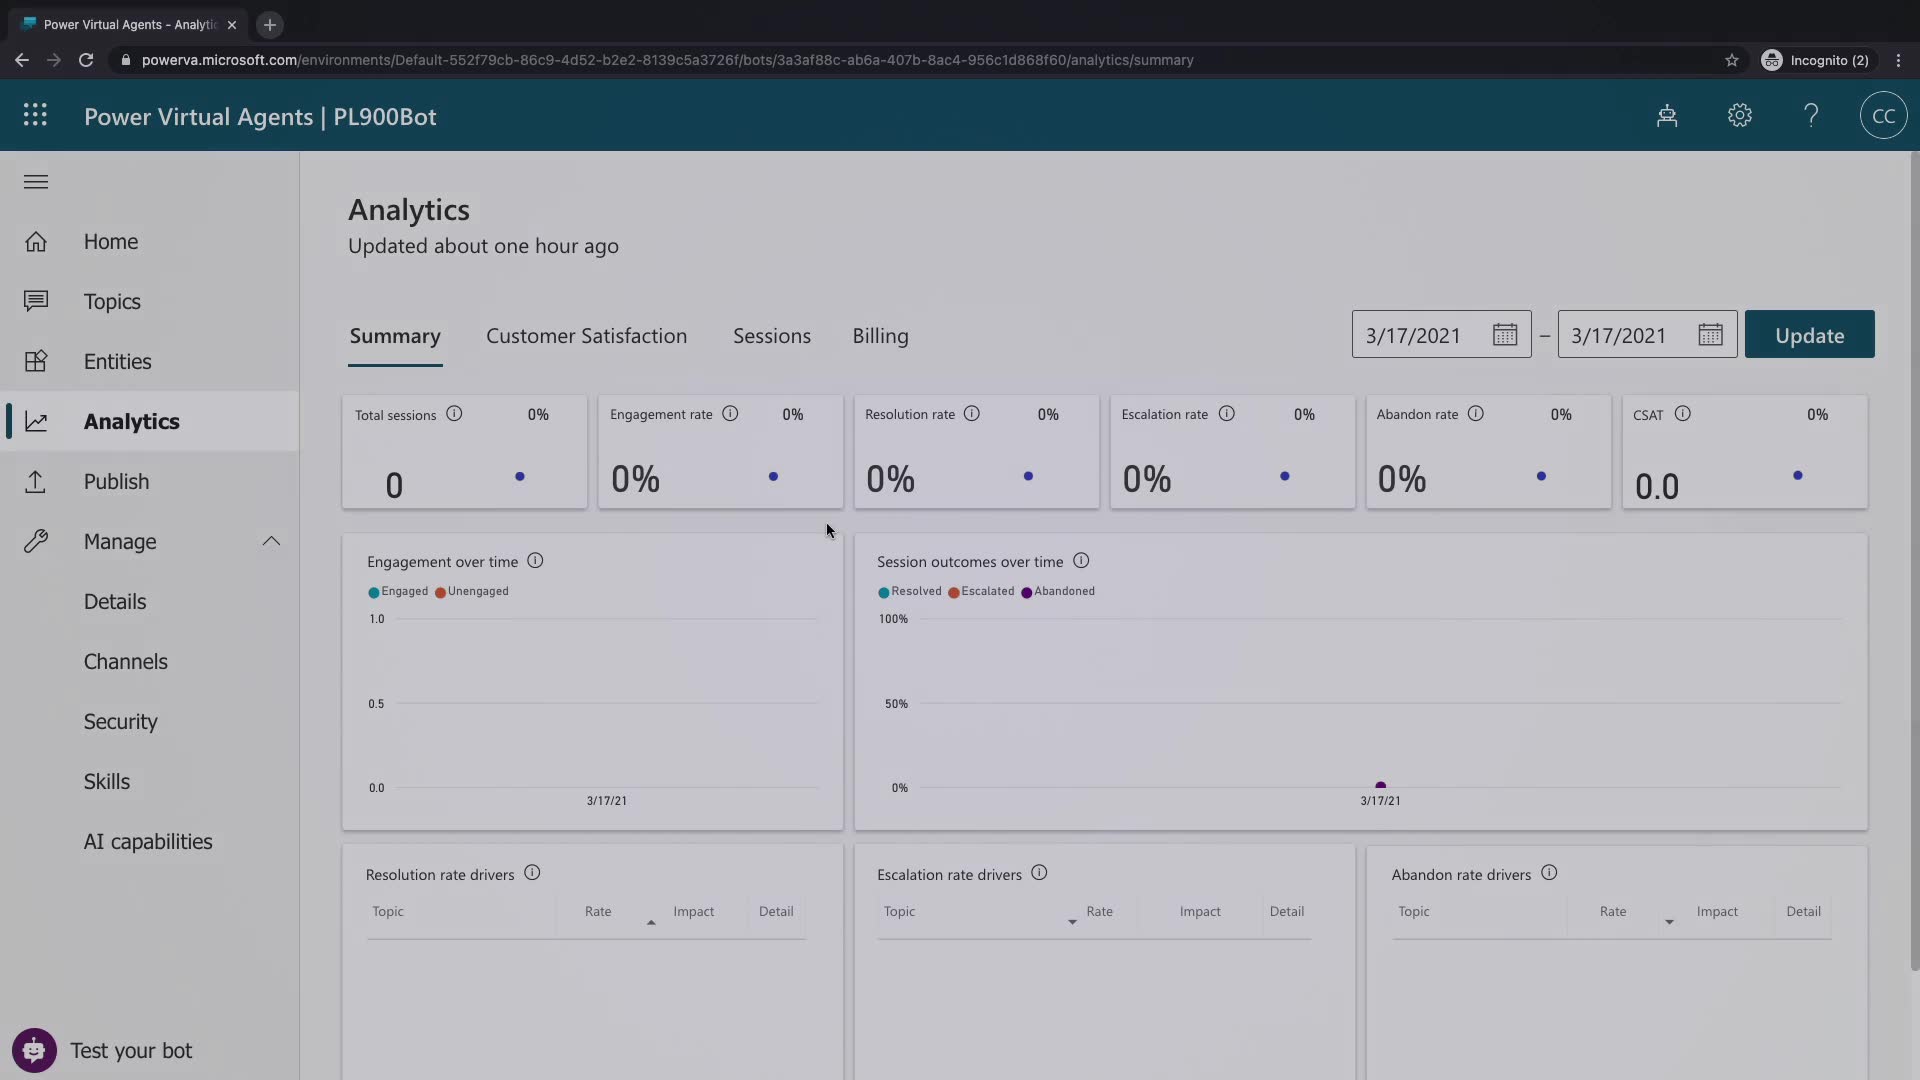 Power Virtual Agents - Analytic
powerva.microsoft.com/environments/Default-552f79cb-86c9-4d52-b2e2-8139c5a3726f/bots/3a3af88c-ab6a-407b-8ac4-956c1d868f60/analytics/summary
Incognito (2)
Power Virtual Agents | PL900Bot
CC
Home
Topics
Entities
Analytics
Publish
Manage
Details
Channels
Security
Skills
AI capabilities
Test your bot
Analytics
Updated about one hour ago
Summary Customer Satisfaction Sessions Billing
3/17/2021 – 3/17/2021 Update
Total sessions 0%
0
Engagement rate 0%
0%
Resolution rate 0%
0%
Escalation rate 0%
0%
Abandon rate 0%
0%
CSAT 0%
0.0
Engagement over time
Engaged Unengaged
1.0
0.5
0.0
3/17/21
Session outcomes over time
Resolved Escalated Abandoned
100%
50%
0%
3/17/21
Resolution rate drivers
Topic Rate Impact Detail
Escalation rate drivers
Topic Rate Impact Detail
Abandon rate drivers
Topic Rate Impact Detail